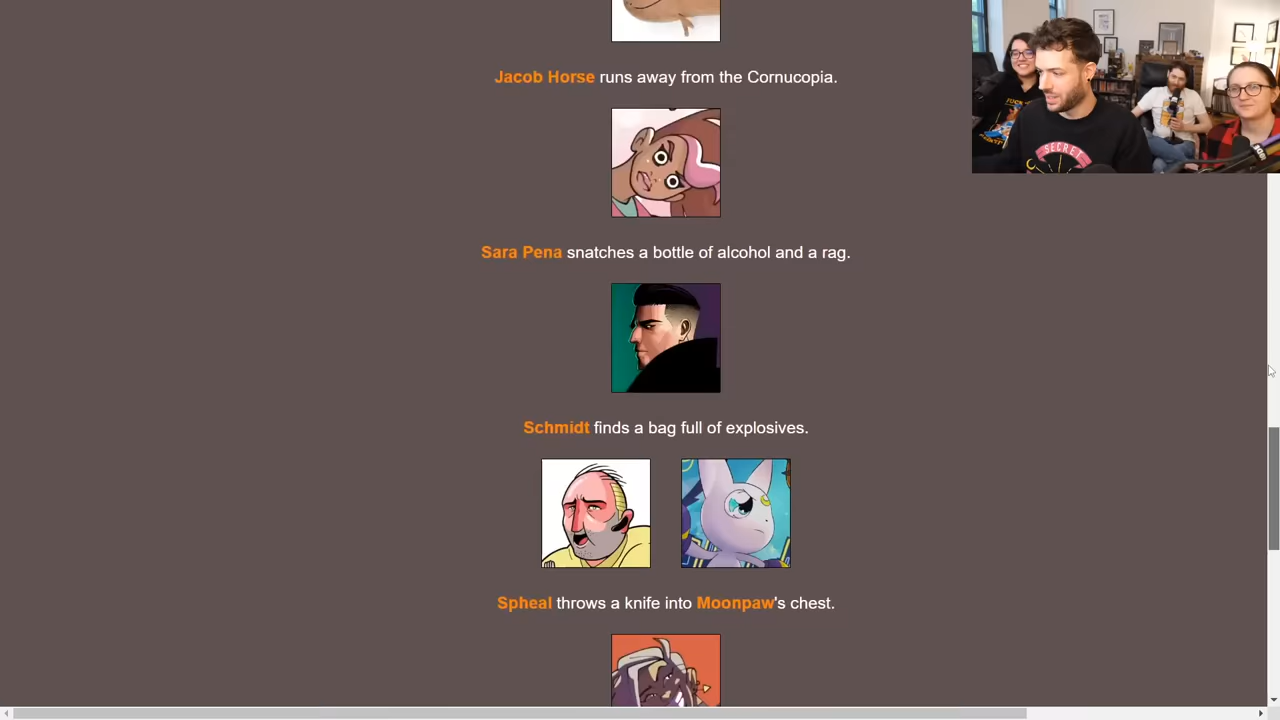 Jacob Horse runs away from the Cornucopia.
Sara Pena snatches a bottle of alcohol and a rag.
SECRET
Schmidt finds a bag full of explosives.
Spheal throws a knife into Moonpaw's chest.